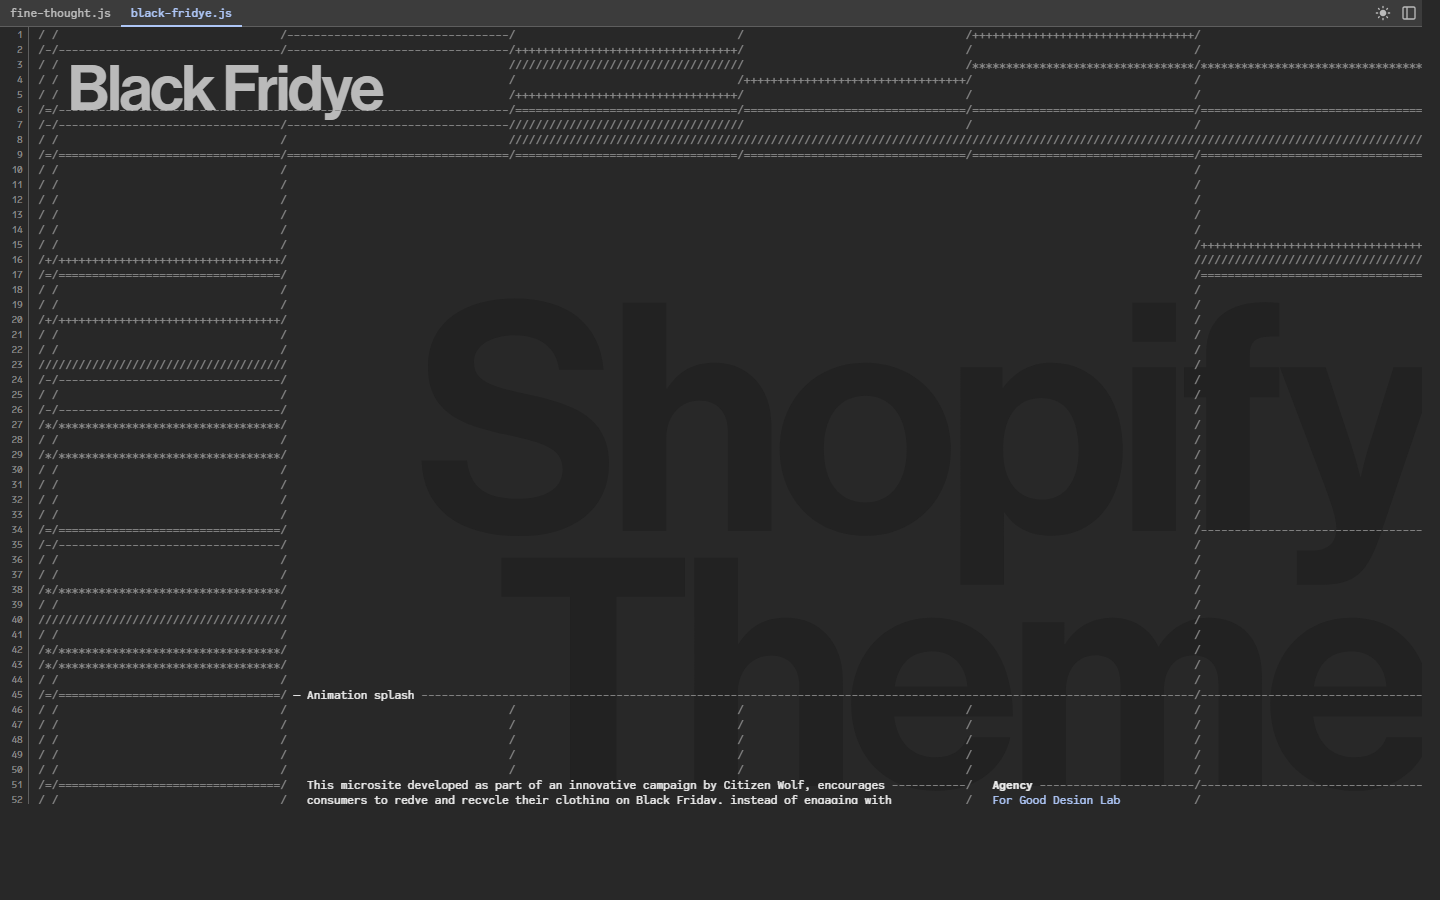 fine-thought.js
black-fridye.js
Black Fridye
Shopify
Theme
— Animation splash
This microsite developed as part of an innovative campaign by Citizen Wolf, encourages
consumers to redye and recycle their clothing on Black Friday, instead of engaging with
Agency
For Good Design Lab